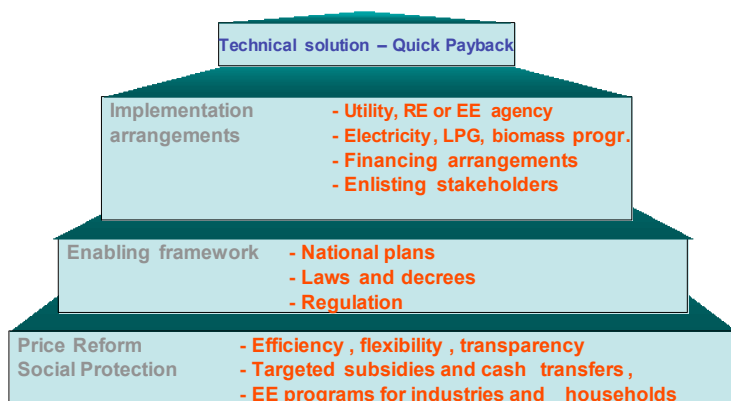 Technical solution – Quick Payback
Implementation - Utility, RE or EE agency
arrangements - Electricity, LPG, biomass progr.
- Financing arrangements
- Enlisting stakeholders
Enabling framework - National plans
- Laws and decrees
- Regulation
Price Reform - Efficiency , flexibility , transparency
Social Protection - Targeted subsidies and cash transfers ,
- EE programs for industries and households